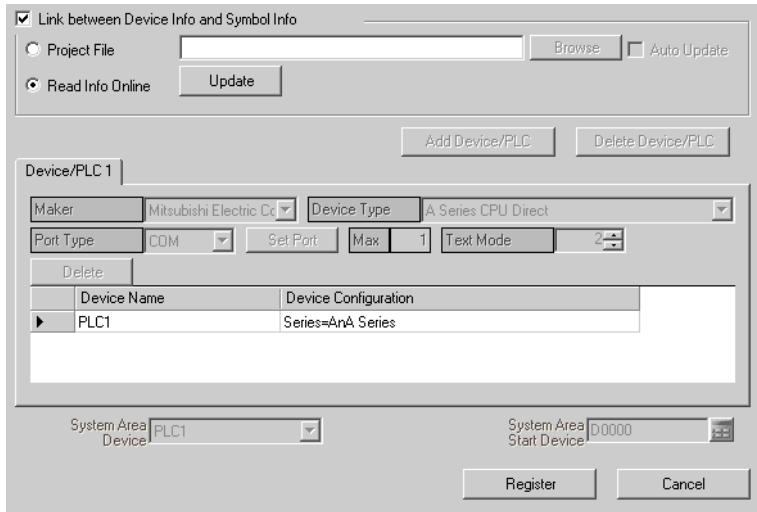 Link between Device Info and Symbol Info
Project File Browse Auto Update
Read Info Online Update
Add Device/PLC Delete Device/PLC
Device/PLC 1
Maker Mitsubishi Electric Co Device Type A Series CPU Direct
Port Type COM Set Port Max 1 Text Mode 2
Delete
Device Name Device Configuration
PLC1 Series=AnA Series
System Area Device PLC1 System Area Start Device D0000
Register Cancel